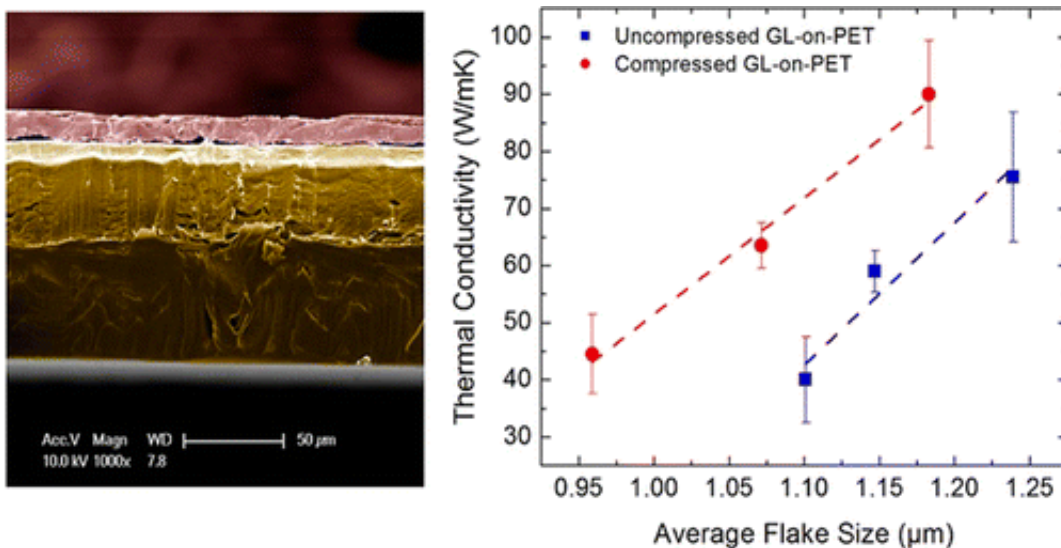 Acc.V Magn WD 50 µm
10.0 kV 1000x 7.8
Uncompressed GL-on-PET
Compressed GL-on-PET
Thermal Conductivity (W/mK)
100
90
80
70
60
50
40
30
0.95 1.00 1.05 1.10 1.15 1.20 1.25
Average Flake Size (µm)